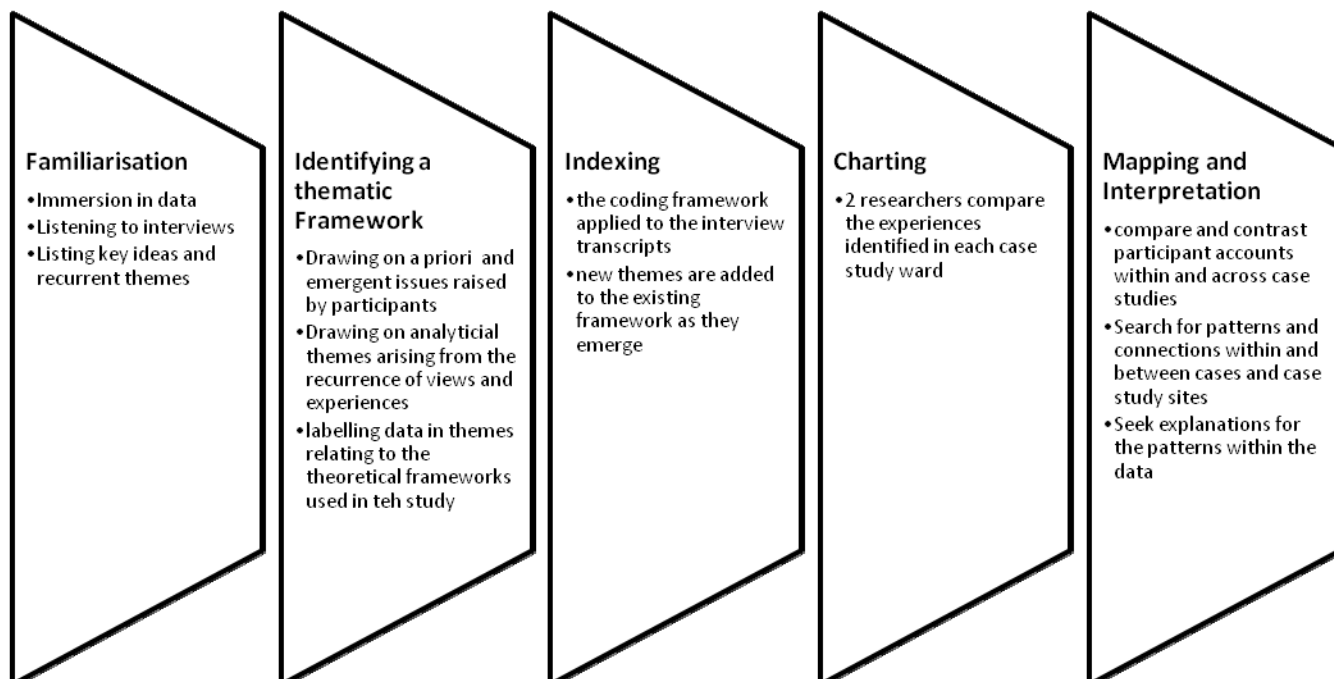 Familiarisation
•Immersion in data
•Listening to interviews
•Listing key ideas and
recurrent themes
Identifying a
thematic
Framework
•Drawing on a priori and
emergent issues raised
by participants
•Drawing on analyticial
themes arising from the
recurrence of views and
experiences
•labelling data in themes
relating to the
theoretical frameworks
used in teh study
Indexing
•the coding framework
applied to the interview
transcripts
•new themes are added
to the existing
framework as they
emerge
Charting
•2 researchers compare
the experiences
identified in each case
study ward
Mapping and
Interpretation
•compare and contrast
participant accounts
within and across case
studies
•Search for patterns and
connections within and
between cases and case
study sites
•Seek explanations for
the patterns within the
data